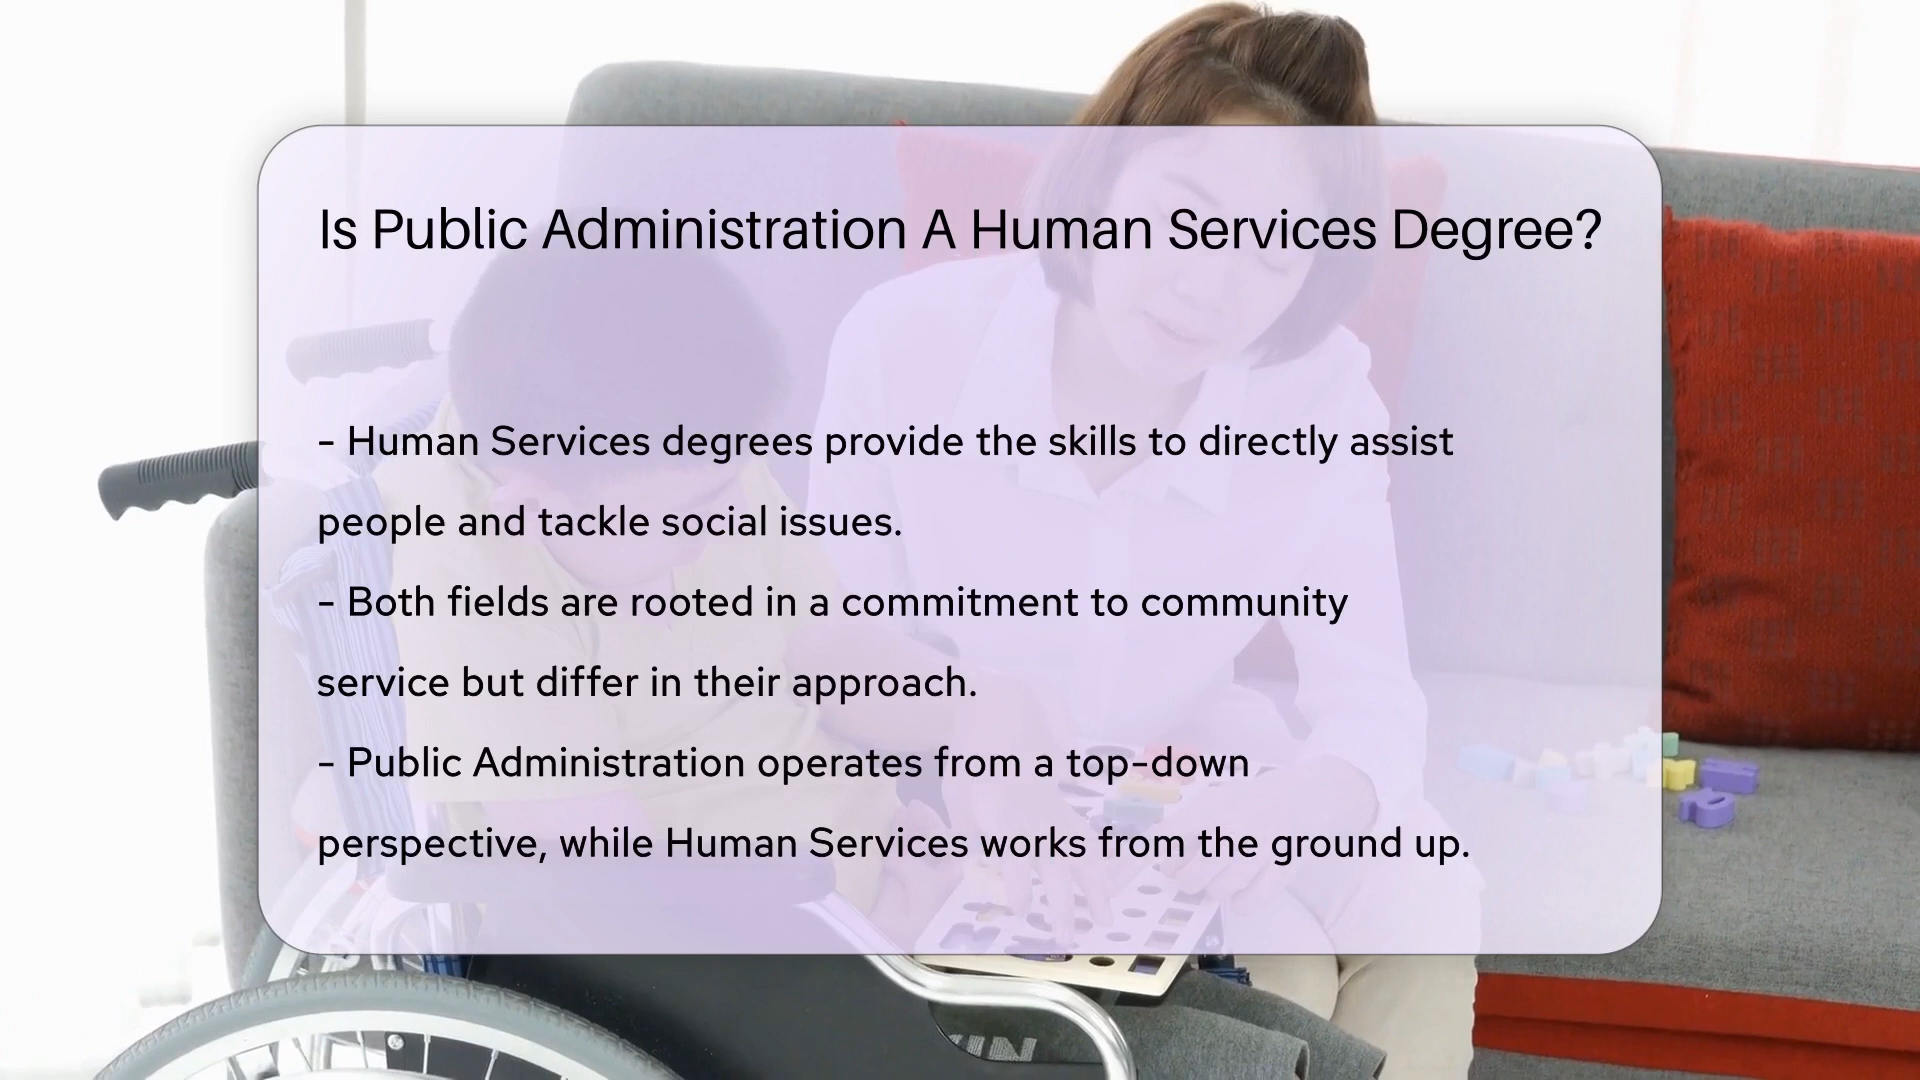 Is Public Administration A Human Services Degree?
- Human Services degrees provide the skills to directly assist
people and tackle social issues.
- Both fields are rooted in a commitment to community
service but differ in their approach.
- Public Administration operates from a top-down
perspective, while Human Services works from the ground up.